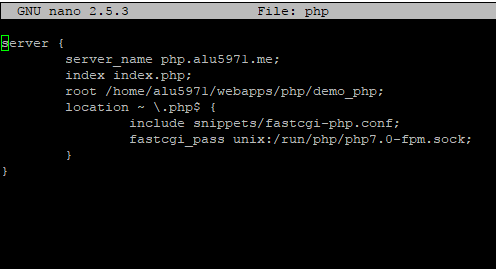 GNU nano 2.5.3 File: php
server {
server_name php.alu5971.me;
index index.php;
root /home/alu5971/webapps/php/demo_php;
location ~ \.php$ {
include snippets/fastcgi-php.conf;
fastcgi_pass unix:/run/php/php7.0-fpm.sock;
}
}